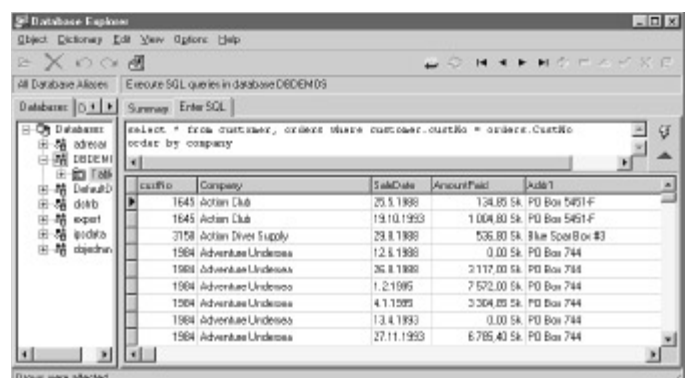 Database Explorer
Object Dictionary Edit View Options Help
All Database Aliases Execute SQL queries in database DBDEMOS
Databases D Summary Enter SQL
select * from customer, orders where customer.custNo = orders.CustNo
order by company
Databases
adresar
DBDEM
Tabl
DefaultD
distrib
export
custNo Company SaleDate AmountPaid Addr1
1645 Action Club 25.5.1988 134,85 Sk PO Box 5451-F
1645 Action Club 19.10.1993 1 004,80 Sk PO Box 5451-F
3158 Action Diver Supply 29.8.1988 536,80 Sk Blue Spar Box #3
1984 Adventure Undersea 12.6.1988 0,00 Sk PO Box 744
1984 Adventure Undersea 26.8.1988 3 117,00 Sk PO Box 744
1984 Adventure Undersea 1.2.1995 7 572,00 Sk PO Box 744
1984 Adventure Undersea 4.1.1995 3 304,85 Sk PO Box 744
1984 Adventure Undersea 13.4.1993 0,00 Sk PO Box 744
1984 Adventure Undersea 27.11.1993 6 785,40 Sk PO Box 744